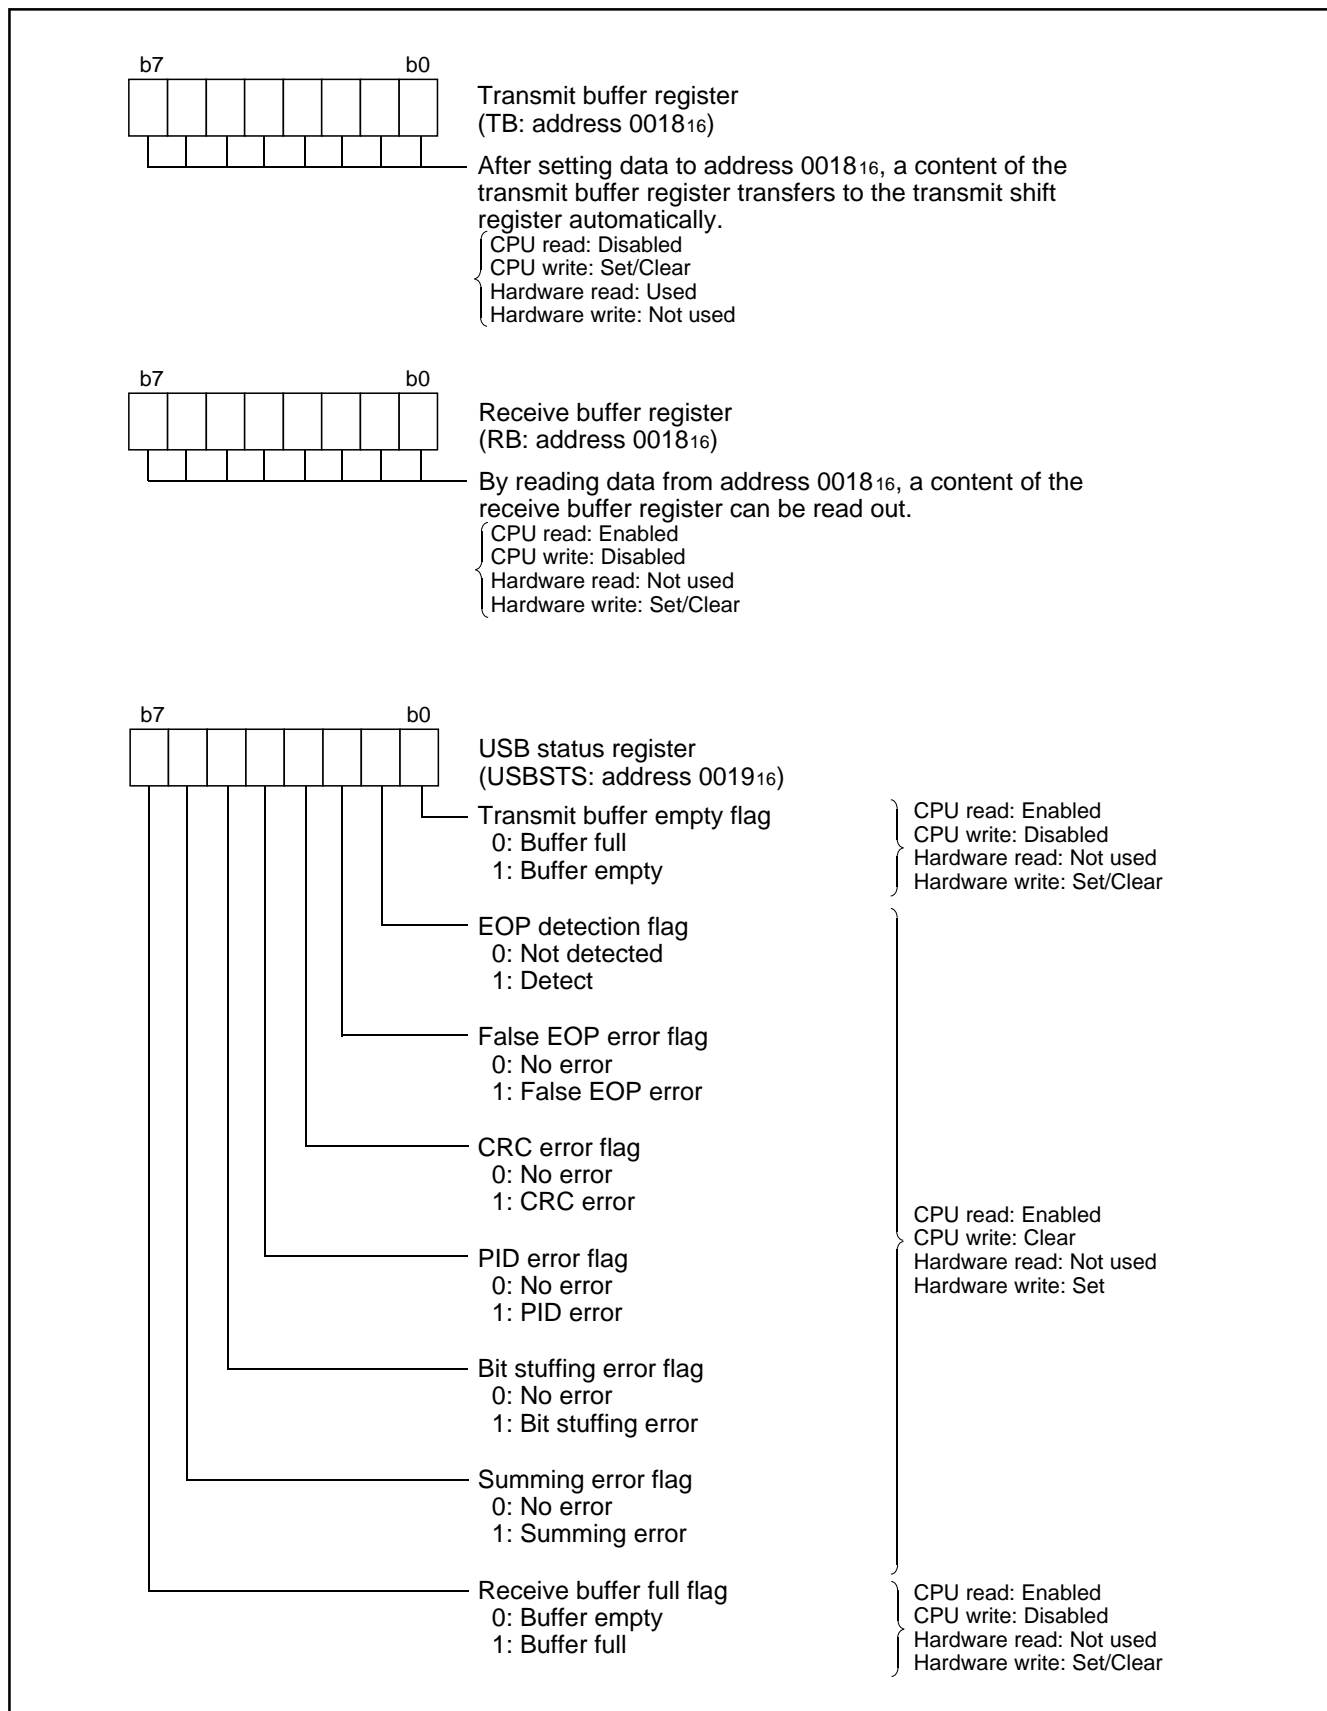 b7 b0
Transmit buffer register
(TB: address 001816)
After setting data to address 001816, a content of the
transmit buffer register transfers to the transmit shift
register automatically.
CPU read: Disabled
CPU write: Set/Clear
Hardware read: Used
Hardware write: Not used
b7 b0
Receive buffer register
(RB: address 001816)
By reading data from address 001816, a content of the
receive buffer register can be read out.
CPU read: Enabled
CPU write: Disabled
Hardware read: Not used
Hardware write: Set/Clear
b7 b0
USB status register
(USBSTS: address 001916)
Transmit buffer empty flag
0: Buffer full
1: Buffer empty
CPU read: Enabled
CPU write: Disabled
Hardware read: Not used
Hardware write: Set/Clear
EOP detection flag
0: Not detected
1: Detect
False EOP error flag
0: No error
1: False EOP error
CRC error flag
0: No error
1: CRC error
PID error flag
0: No error
1: PID error
Bit stuffing error flag
0: No error
1: Bit stuffing error
Summing error flag
0: No error
1: Summing error
CPU read: Enabled
CPU write: Clear
Hardware read: Not used
Hardware write: Set
Receive buffer full flag
0: Buffer empty
1: Buffer full
CPU read: Enabled
CPU write: Disabled
Hardware read: Not used
Hardware write: Set/Clear